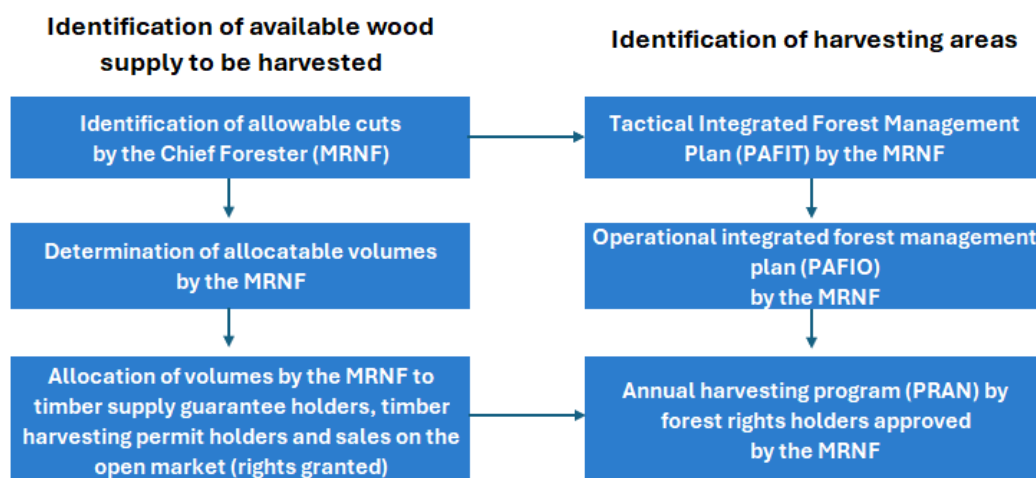 Identification of available wood
supply to be harvested
Identification of harvesting areas
Identification of allowable cuts
by the Chief Forester (MRNF)
Tactical Integrated Forest Management
Plan (PAFIT) by the MRNF
Determination of allocatable volumes
by the MRNF
Operational integrated forest management
plan (PAFIO)
by the MRNF
Allocation of volumes by the MRNF to
timber supply guarantee holders, timber
harvesting permit holders and sales on the
open market (rights granted)
Annual harvesting program (PRAN) by
forest rights holders approved
by the MRNF